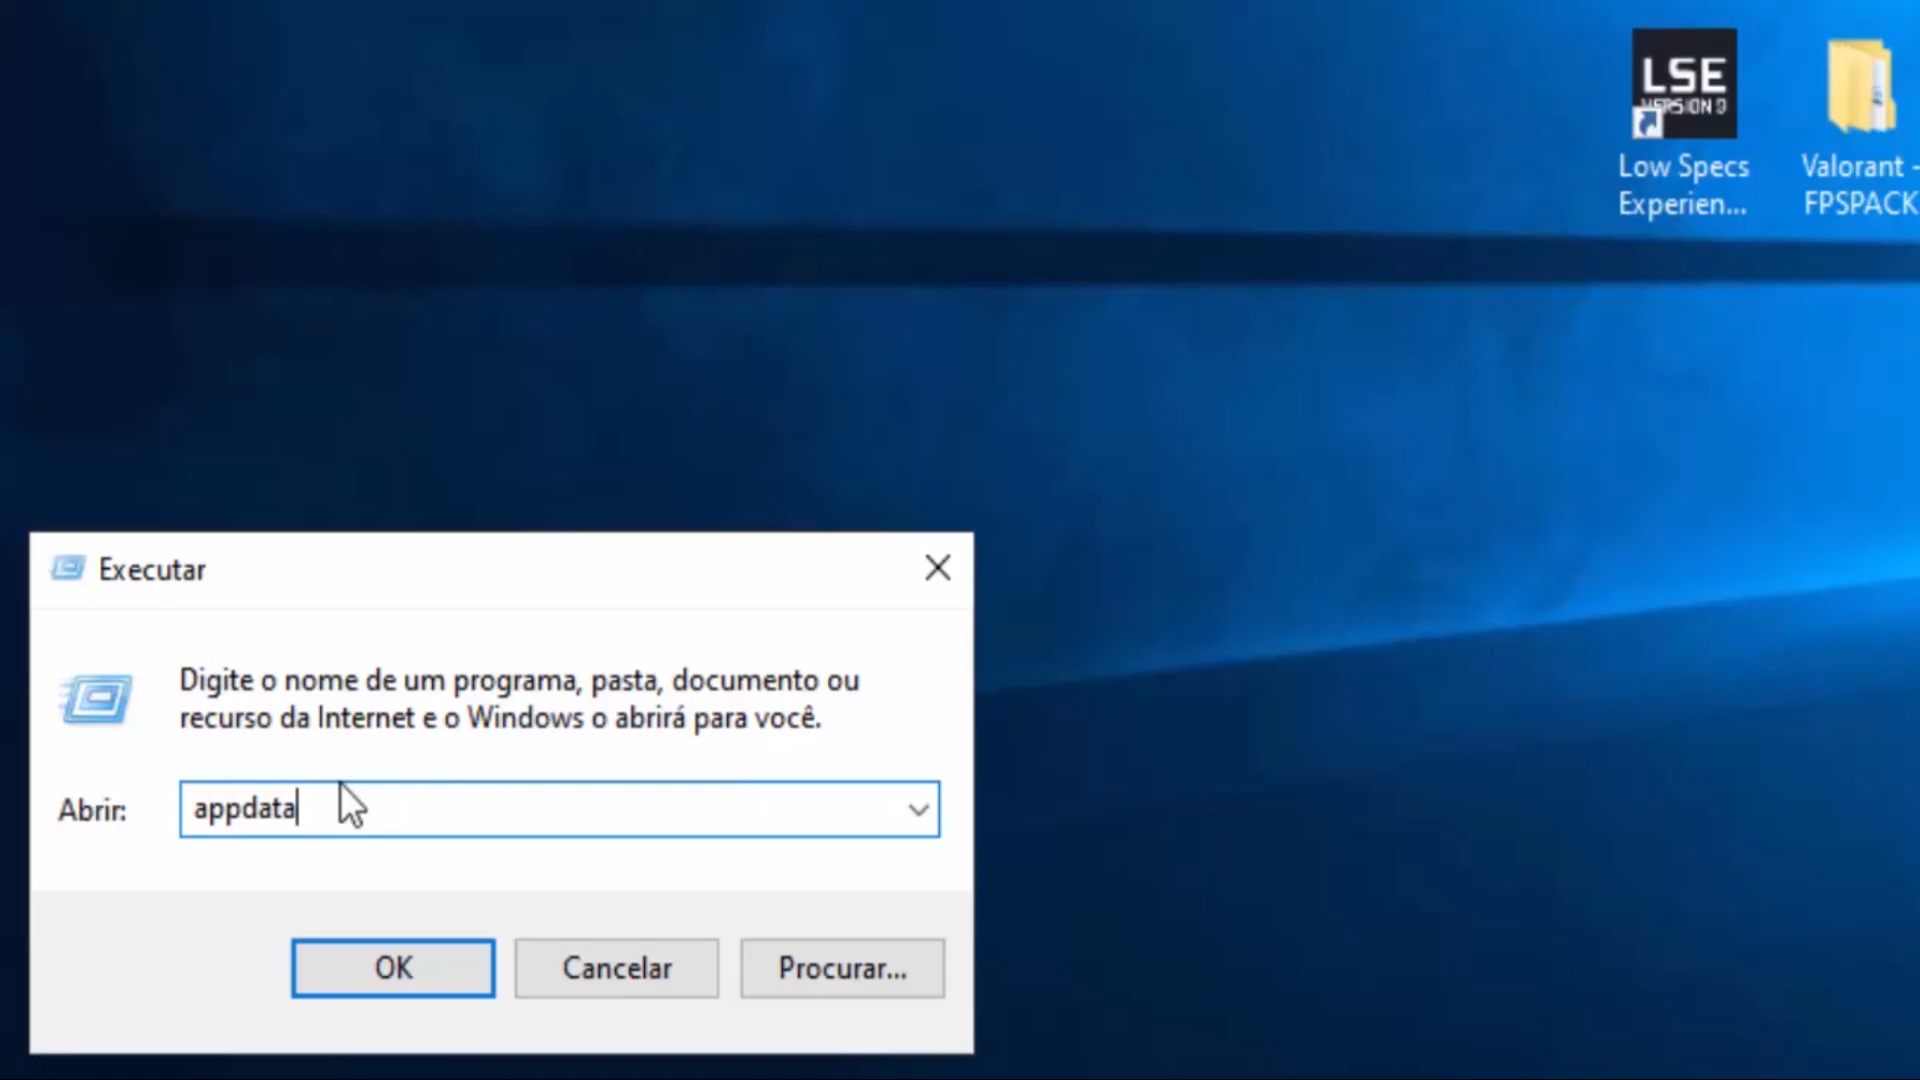 LSE
VERSION 9
Low Specs
Experien...
Valorant -
FPSPACK
Executar
Digite o nome de um programa, pasta, documento ou
recurso da Internet e o Windows o abrirá para você.
Abrir:
appdata
OK
Cancelar
Procurar...